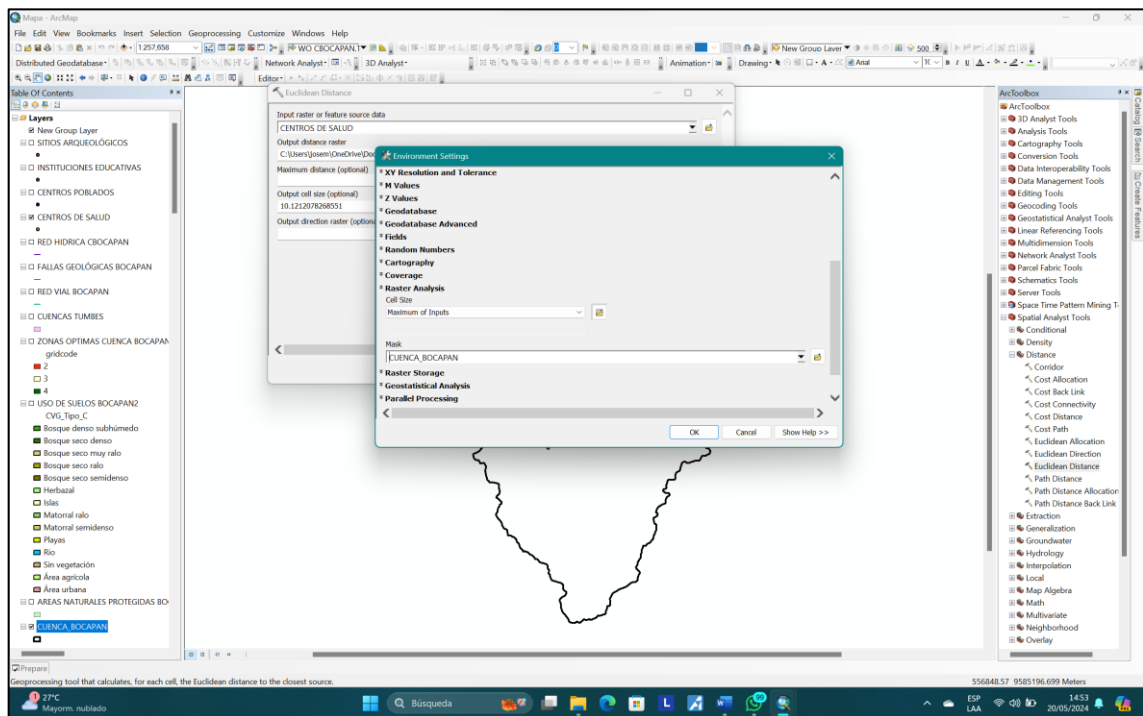 Mapa - ArcMap
File Edit View Bookmarks Insert Selection Geoprocessing Customize Windows Help
1:257,658
WO CBOCAPAN.T
New Group Layer
500
Distributed Geodatabase
Network Analyst
3D Analyst
Animation
Drawing
A
Arial
10
B I U A
Editor
Table Of Contents
Layers
New Group Layer
SITIOS ARQUEOLÓGICOS
INSTITUCIONES EDUCATIVAS
CENTROS POBLADOS
CENTROS DE SALUD
RED HIDRICA CBOCAPAN
FALLAS GEOLÓGICAS BOCAPAN
RED VIAL BOCAPAN
CUENCAS TUMBES
ZONAS OPTIMAS CUENCA BOCAPAN
gridcode
2
3
4
USO DE SUELOS BOCAPAN2
CVG_Tipo_C
Bosque denso subhúmedo
Bosque seco denso
Bosque seco muy ralo
Bosque seco ralo
Bosque seco semidenso
Herbazal
Islas
Matorral ralo
Matorral semidenso
Playas
Rio
Sin vegetación
Área agrícola
Área urbana
AREAS NATURALES PROTEGIDAS BO
CUENCA_BOCAPAN
Euclidean Distance
Input raster or feature source data
CENTROS DE SALUD
Output distance raster
C:\Users\josem\OneDrive\Doc
Maximum distance (optional)
Output cell size (optional)
10.1212078268551
Output direction raster (optiona
Environment Settings
XY Resolution and Tolerance
M Values
Z Values
Geodatabase
Geodatabase Advanced
Fields
Random Numbers
Cartography
Coverage
Raster Analysis
Cell Size
Maximum of Inputs
Mask
CUENCA_BOCAPAN
Raster Storage
Geostatistical Analysis
Parallel Processing
OK Cancel Show Help >>
ArcToolbox
ArcToolbox
3D Analyst Tools
Analysis Tools
Cartography Tools
Conversion Tools
Data Interoperability Tools
Data Management Tools
Editing Tools
Geocoding Tools
Geostatistical Analyst Tools
Linear Referencing Tools
Multidimension Tools
Network Analyst Tools
Parcel Fabric Tools
Schematics Tools
Server Tools
Space Time Pattern Mining T
Spatial Analyst Tools
Conditional
Density
Distance
Corridor
Cost Allocation
Cost Back Link
Cost Connectivity
Cost Distance
Cost Path
Euclidean Allocation
Euclidean Direction
Euclidean Distance
Path Distance
Path Distance Allocation
Path Distance Back Link
Extraction
Generalization
Groundwater
Hydrology
Interpolation
Local
Map Algebra
Math
Multivariate
Neighborhood
Overlay
Catalog
Search
Create Features
Prepare
Geoprocessing tool that calculates, for each cell, the Euclidean distance to the closest source.
556848.57 9585196.699 Meters
1
27°C
Mayorm. nublado
Búsqueda
L
99
ESP
LAA
14:53
20/05/2024